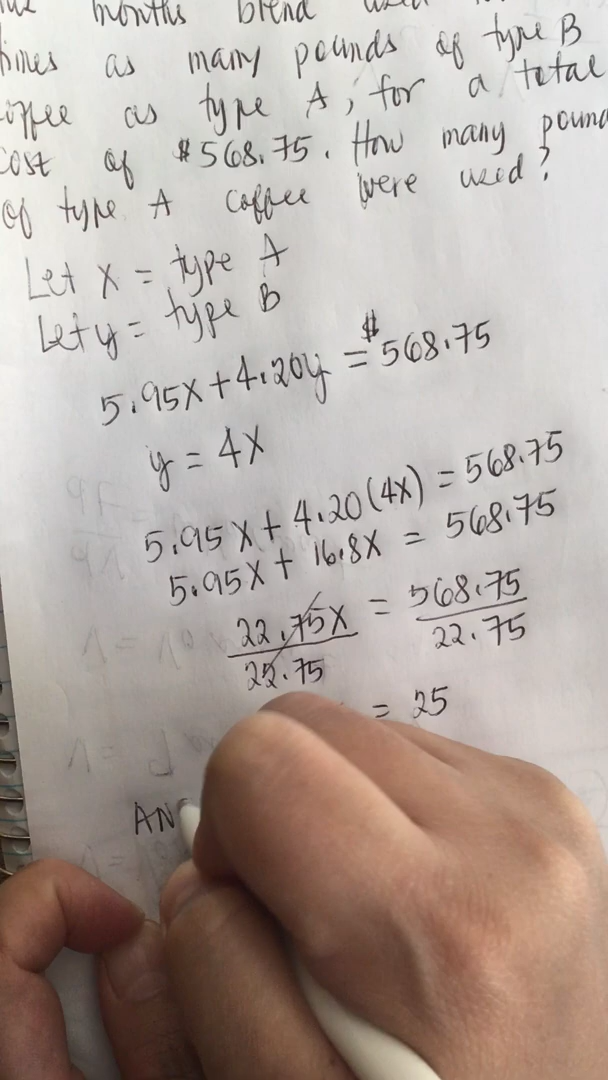 months blend
times as many pounds of type B
coffee as type A, for a total
cost of $568.75. How many pound
of type A coffee were used?
Let x = type A
Let y = type B
5.95x+4.20y = $568.75
y = 4x
5.95x + 4.20(4x) = 568.75
5.95x + 16.8x = 568.75
22.75x = 568.75
22.75 22.75
= 25
AN